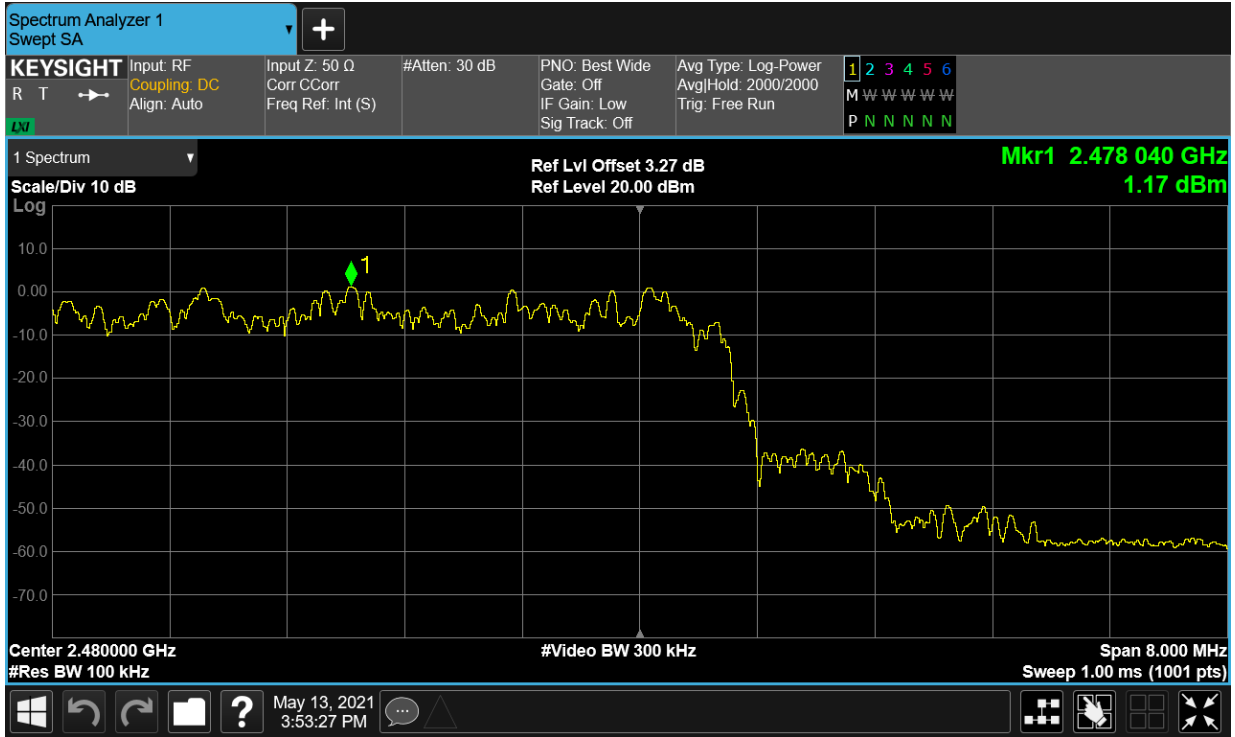 Spectrum Analyzer 1
Swept SA
+
KEYSIGHT
R T
LXI
Input: RF
Coupling: DC
Align: Auto
Input Z: 50 Ω
Corr CCorr
Freq Ref: Int (S)
#Atten: 30 dB
PNO: Best Wide
Gate: Off
IF Gain: Low
Sig Track: Off
Avg Type: Log-Power
Avg|Hold: 2000/2000
Trig: Free Run
1 2 3 4 5 6
M W W W W W
P N N N N N
1 Spectrum
Scale/Div 10 dB
Ref Lvl Offset 3.27 dB
Ref Level 20.00 dBm
Mkr1 2.478 040 GHz
1.17 dBm
Log
10.0
0.00
-10.0
-20.0
-30.0
-40.0
-50.0
-60.0
-70.0
1
Center 2.480000 GHz
#Video BW 300 kHz
Span 8.000 MHz
#Res BW 100 kHz
Sweep 1.00 ms (1001 pts)
?
May 13, 2021
3:53:27 PM